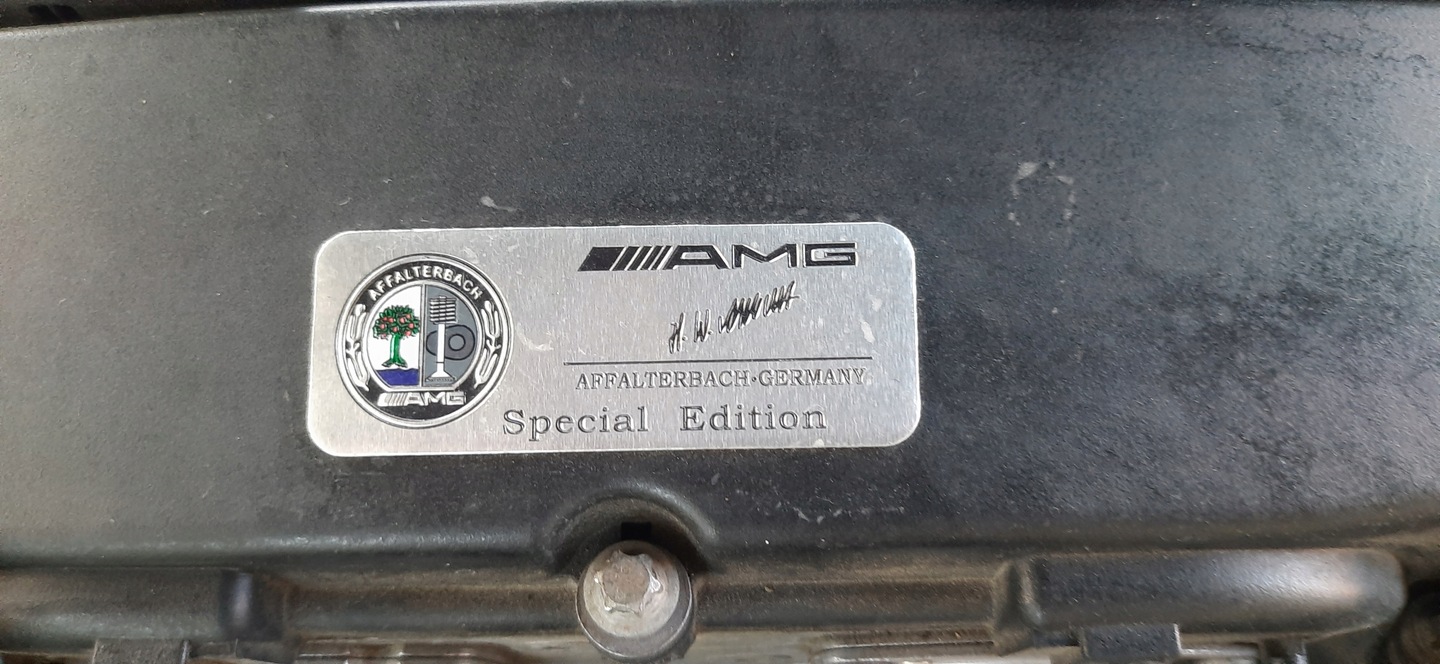 AFFALTERBACH
AMG
AMG
H. W.
AFFALTERBACH·GERMANY
Special Edition